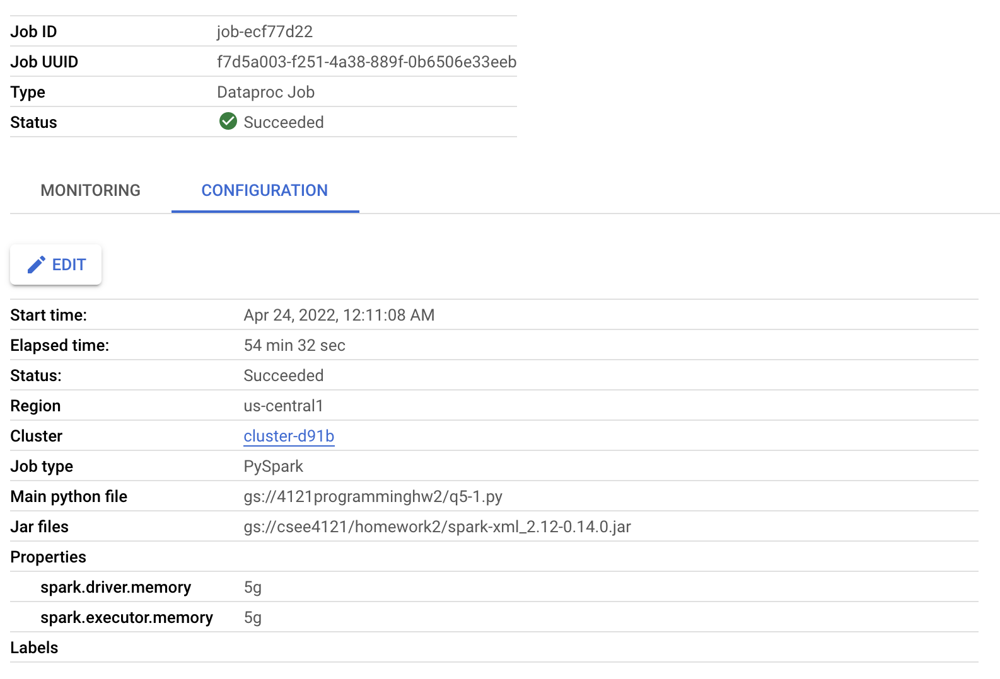 Job ID job-ecf77d22
Job UUID f7d5a003-f251-4a38-889f-0b6506e33eeb
Type Dataproc Job
Status Succeeded
MONITORING CONFIGURATION
EDIT
Start time: Apr 24, 2022, 12:11:08 AM
Elapsed time: 54 min 32 sec
Status: Succeeded
Region us-central1
Cluster cluster-d91b
Job type PySpark
Main python file gs://4121programminghw2/q5-1.py
Jar files gs://csee4121/homework2/spark-xml_2.12-0.14.0.jar
Properties
spark.driver.memory 5g
spark.executor.memory 5g
Labels